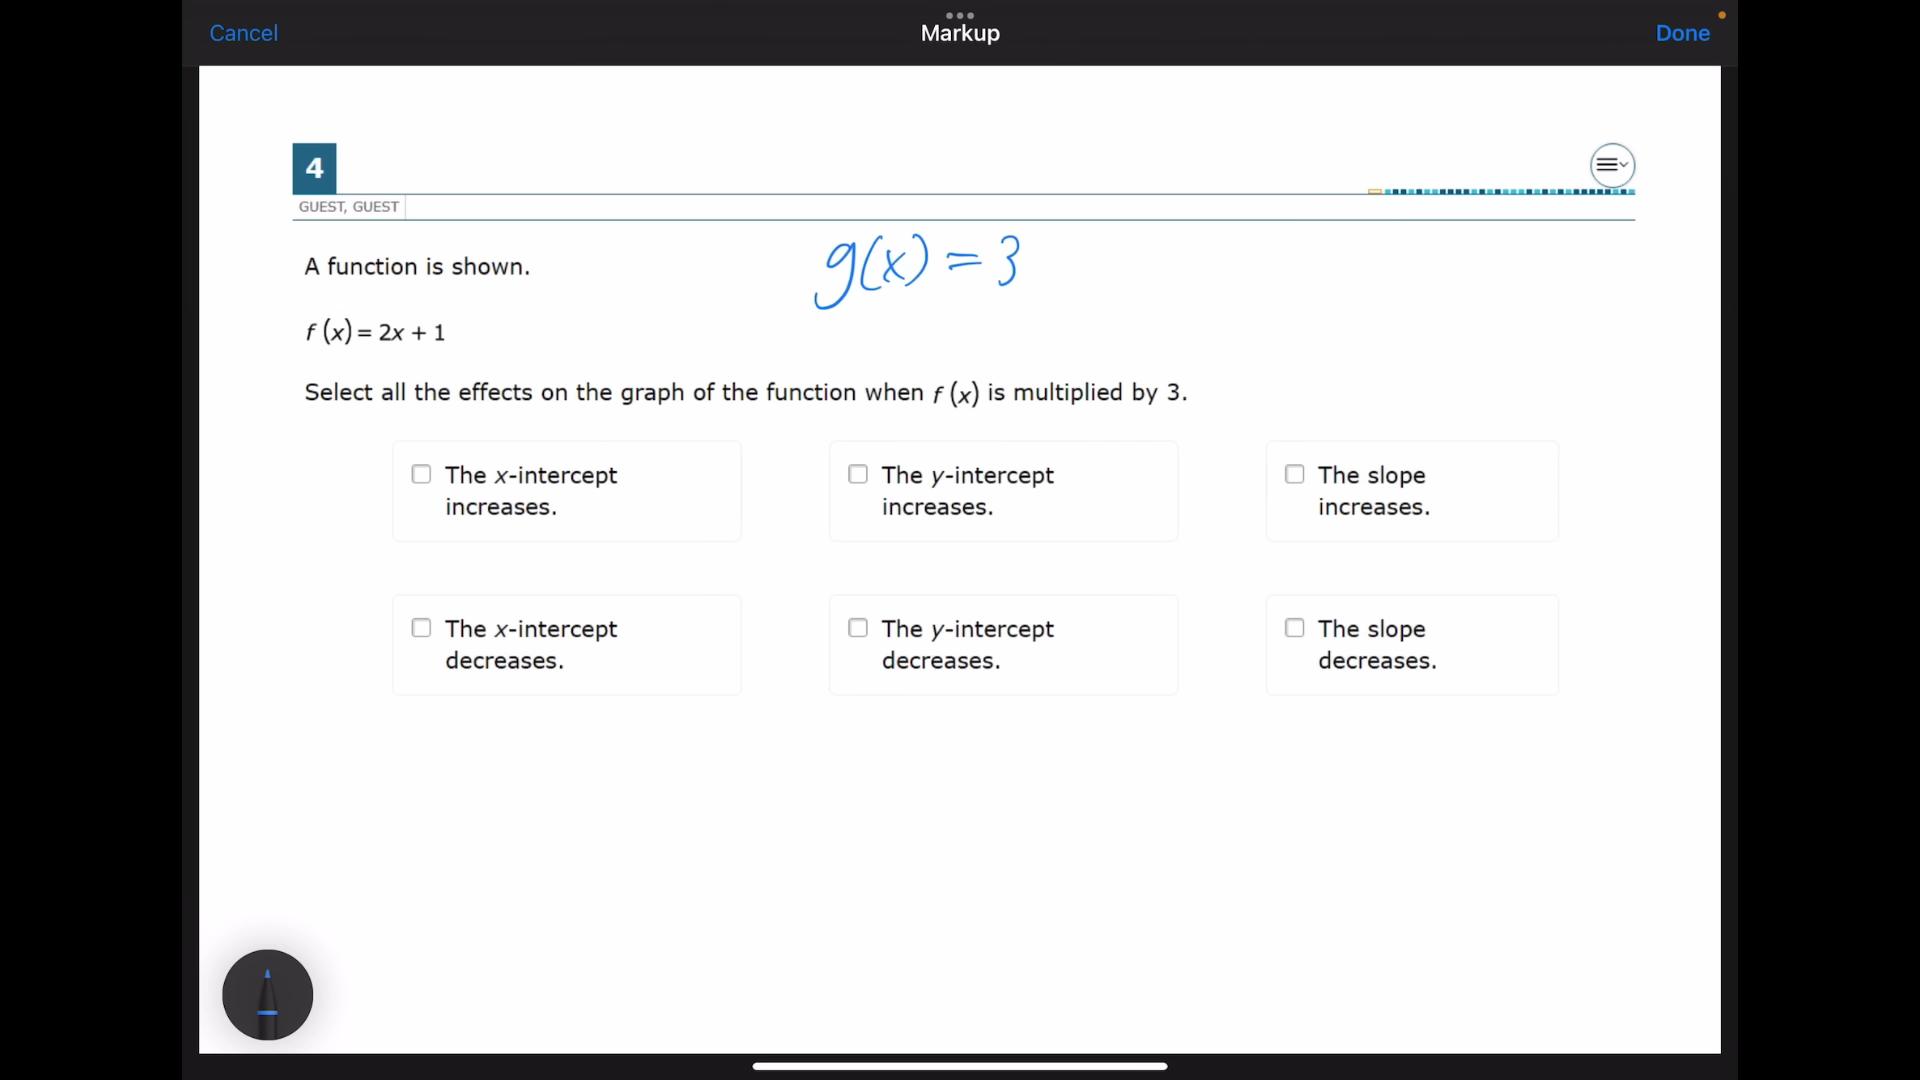 Cancel
Markup
Done
4
GUEST, GUEST
g(x) = 3
A function is shown.
f (x) = 2x + 1
Select all the effects on the graph of the function when f (x) is multiplied by 3.
The x-intercept increases.
The y-intercept increases.
The slope increases.
The x-intercept decreases.
The y-intercept decreases.
The slope decreases.